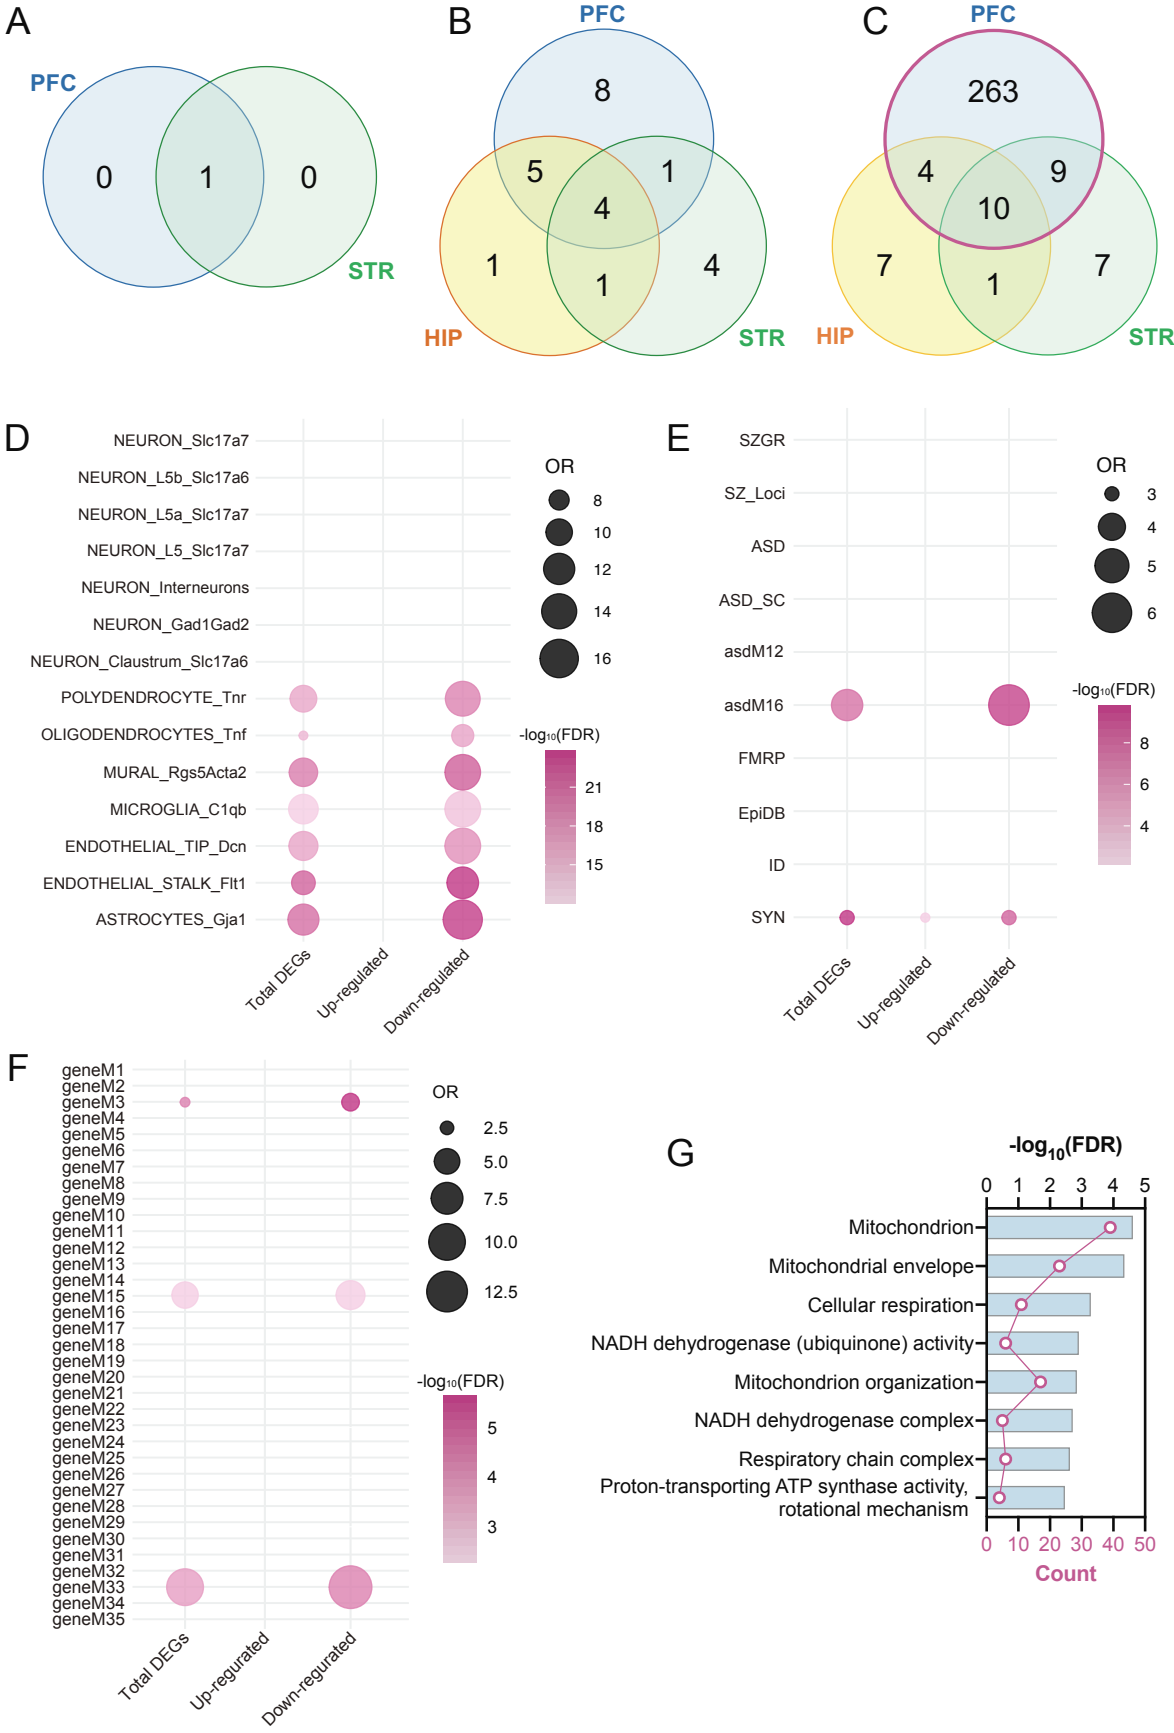 A
PFC
0
1
0
STR
B
PFC
8
5
1
4
1
1
4
HIP
STR
C
PFC
263
4
9
10
7
1
7
HIP
STR
D
NEURON_Slc17a7
NEURON_L5b_Slc17a6
NEURON_L5a_Slc17a7
NEURON_L5_Slc17a7
NEURON_Interneurons
NEURON_Gad1Gad2
NEURON_Claustrum_Slc17a6
POLYDENDROCYTE_Tnr
OLIGODENDROCYTES_Tnf
MURAL_Rgs5Acta2
MICROGLIA_C1qb
ENDOTHELIAL_TIP_Dcn
ENDOTHELIAL_STALK_Flt1
ASTROCYTES_Gja1
Total DEGs
Up-regulated
Down-regulated
OR
8
10
12
14
16
-log₁₀(FDR)
21
18
15
E
SZGR
SZ_Loci
ASD
ASD_SC
asdM12
asdM16
FMRP
EpiDB
ID
SYN
Total DEGs
Up-regulated
Down-regulated
OR
3
4
5
6
-log₁₀(FDR)
8
6
4
F
geneM1
geneM2
geneM3
geneM4
geneM5
geneM6
geneM7
geneM8
geneM9
geneM10
geneM11
geneM12
geneM13
geneM14
geneM15
geneM16
geneM17
geneM18
geneM19
geneM20
geneM21
geneM22
geneM23
geneM24
geneM25
geneM26
geneM27
geneM28
geneM29
geneM30
geneM31
geneM32
geneM33
geneM34
geneM35
Total DEGs
Up-regurated
Down-regurated
OR
2.5
5.0
7.5
10.0
12.5
-log₁₀(FDR)
5
4
3
G
-log₁₀(FDR)
0 1 2 3 4 5
Mitochondrion
Mitochondrial envelope
Cellular respiration
NADH dehydrogenase (ubiquinone) activity
Mitochondrion organization
NADH dehydrogenase complex
Respiratory chain complex
Proton-transporting ATP synthase activity,
rotational mechanism
0 10 20 30 40 50
Count